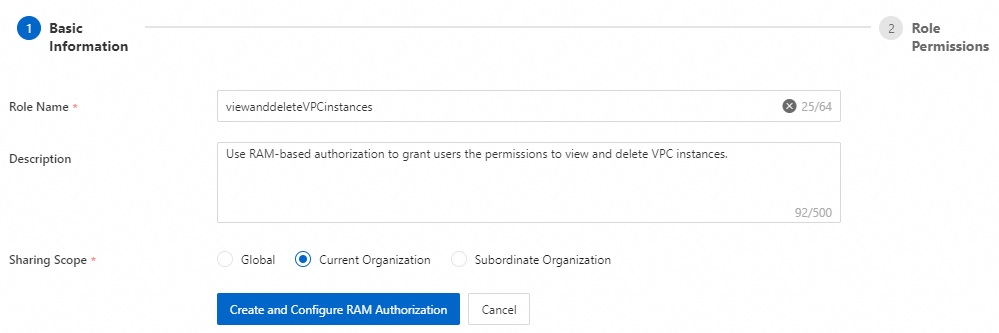 1 Basic Information
2 Role Permissions
Role Name *
viewanddeleteVPCinstances
25/64
Description
Use RAM-based authorization to grant users the permissions to view and delete VPC instances.
92/500
Sharing Scope *
Global
Current Organization
Subordinate Organization
Create and Configure RAM Authorization
Cancel